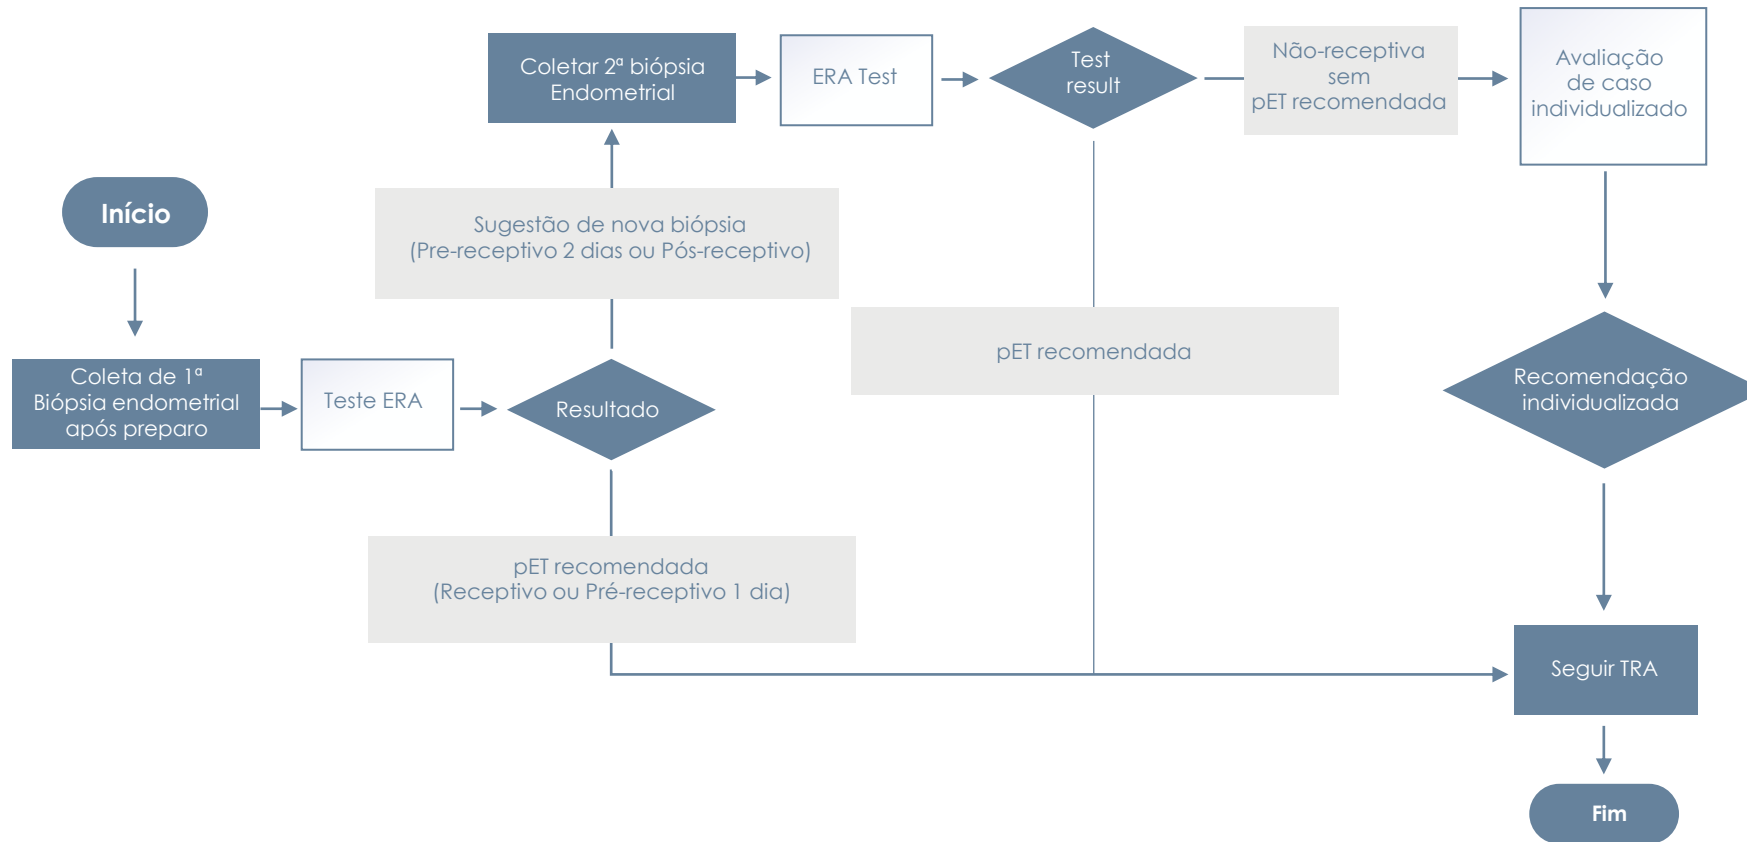 Início
Coleta de 1ª
Biópsia endometrial
após preparo
Teste ERA
Resultado
Sugestão de nova biópsia
(Pre-receptivo 2 dias ou Pós-receptivo)
Coletar 2ª biópsia
Endometrial
ERA Test
Test
result
Não-receptiva
sem
pET recomendada
Avaliação
de caso
individualizado
pET recomendada
Recomendação
individualizada
pET recomendada
(Receptivo ou Pré-receptivo 1 dia)
Seguir TRA
Fim